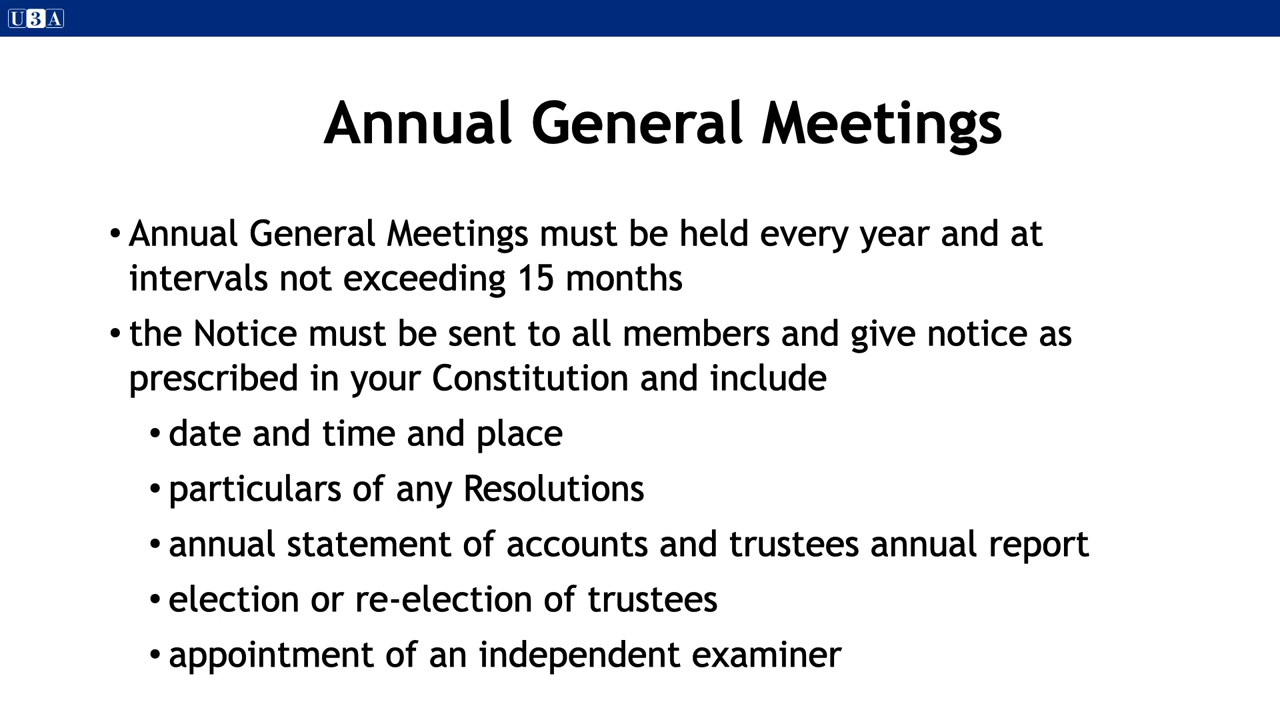 U3A
Annual General Meetings
• Annual General Meetings must be held every year and at
intervals not exceeding 15 months
• the Notice must be sent to all members and give notice as
prescribed in your Constitution and include
• date and time and place
• particulars of any Resolutions
• annual statement of accounts and trustees annual report
• election or re-election of trustees
• appointment of an independent examiner